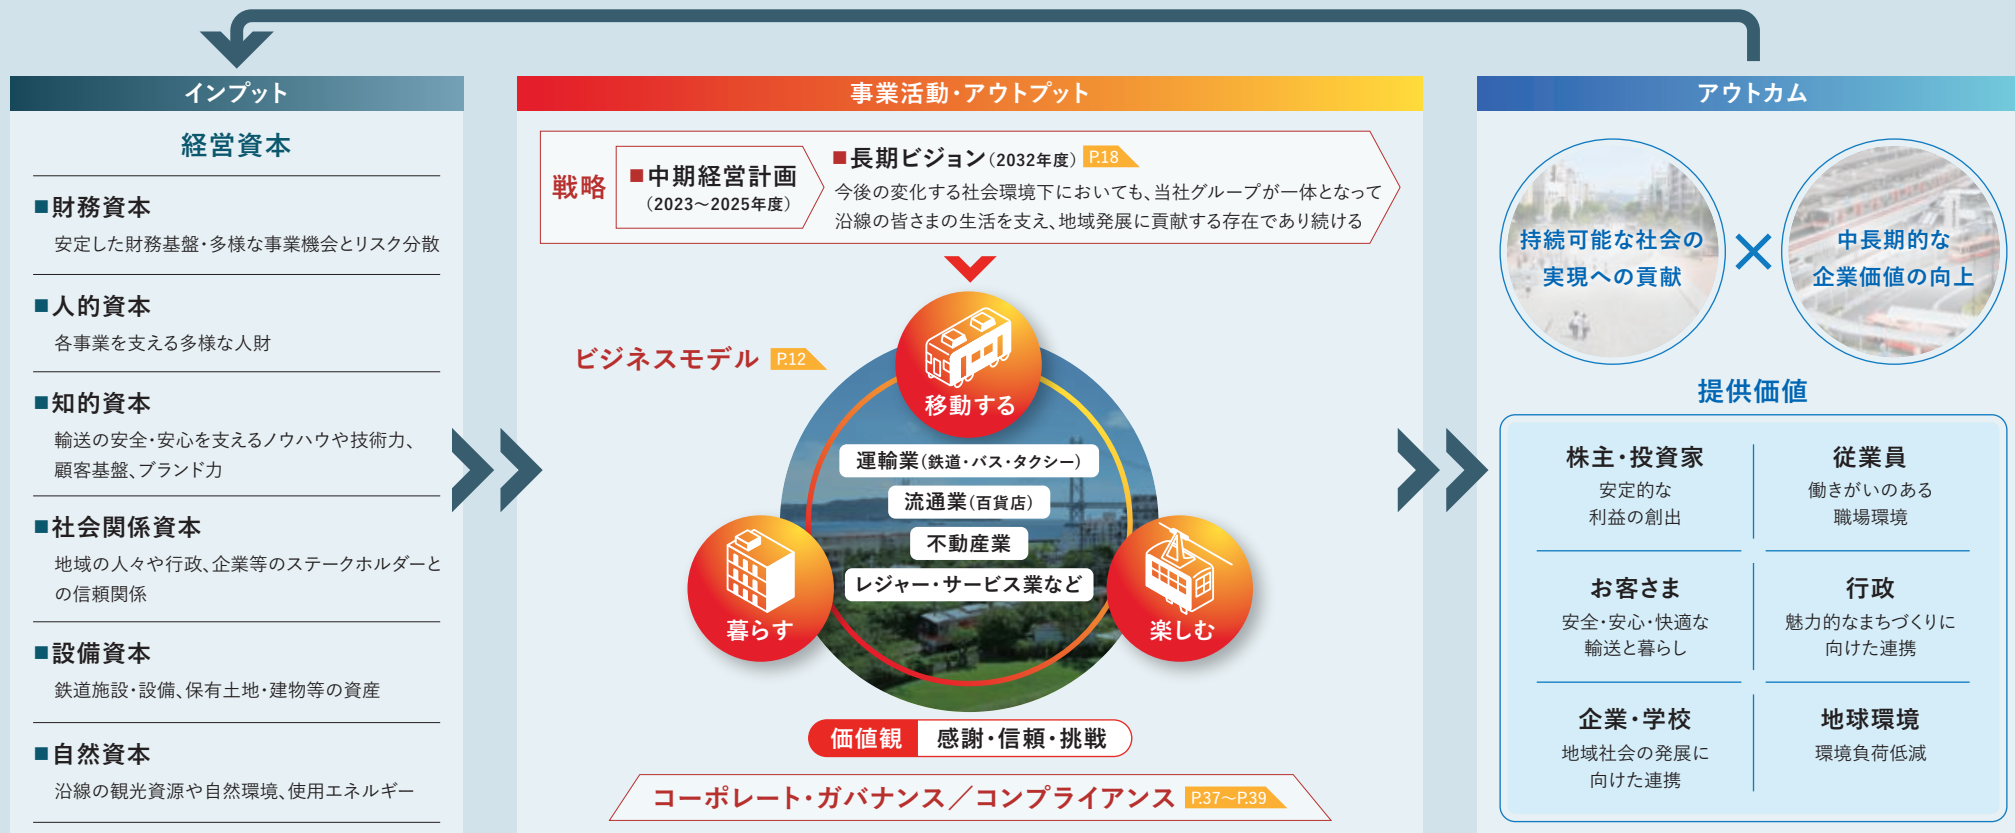 インプット
経営資本
■財務資本
安定した財務基盤・多様な事業機会とリスク分散
■人的資本
各事業を支える多様な人財
■知的資本
輸送の安全・安心を支えるノウハウや技術力、
顧客基盤、ブランド力
■社会関係資本
地域の人々や行政、企業等のステークホルダーと
の信頼関係
■設備資本
鉄道施設・設備、保有土地・建物等の資産
■自然資本
沿線の観光資源や自然環境、使用エネルギー
事業活動・アウトプット
戦略
■中期経営計画
(2023〜2025年度)
■長期ビジョン(2032年度) P.18
今後の変化する社会環境下においても、当社グループが一体となって
沿線の皆さまの生活を支え、地域発展に貢献する存在であり続ける
ビジネスモデル P.12
移動する
運輸業(鉄道・バス・タクシー)
流通業(百貨店)
不動産業
レジャー・サービス業など
暮らす
楽しむ
価値観 感謝・信頼・挑戦
コーポレート・ガバナンス／コンプライアンス P.37〜P.39
アウトカム
持続可能な社会の
実現への貢献
×
中長期的な
企業価値の向上
提供価値
株主・投資家
安定的な
利益の創出
従業員
働きがいのある
職場環境
お客さま
安全・安心・快適な
輸送と暮らし
行政
魅力的なまちづくりに
向けた連携
企業・学校
地域社会の発展に
向けた連携
地球環境
環境負荷低減